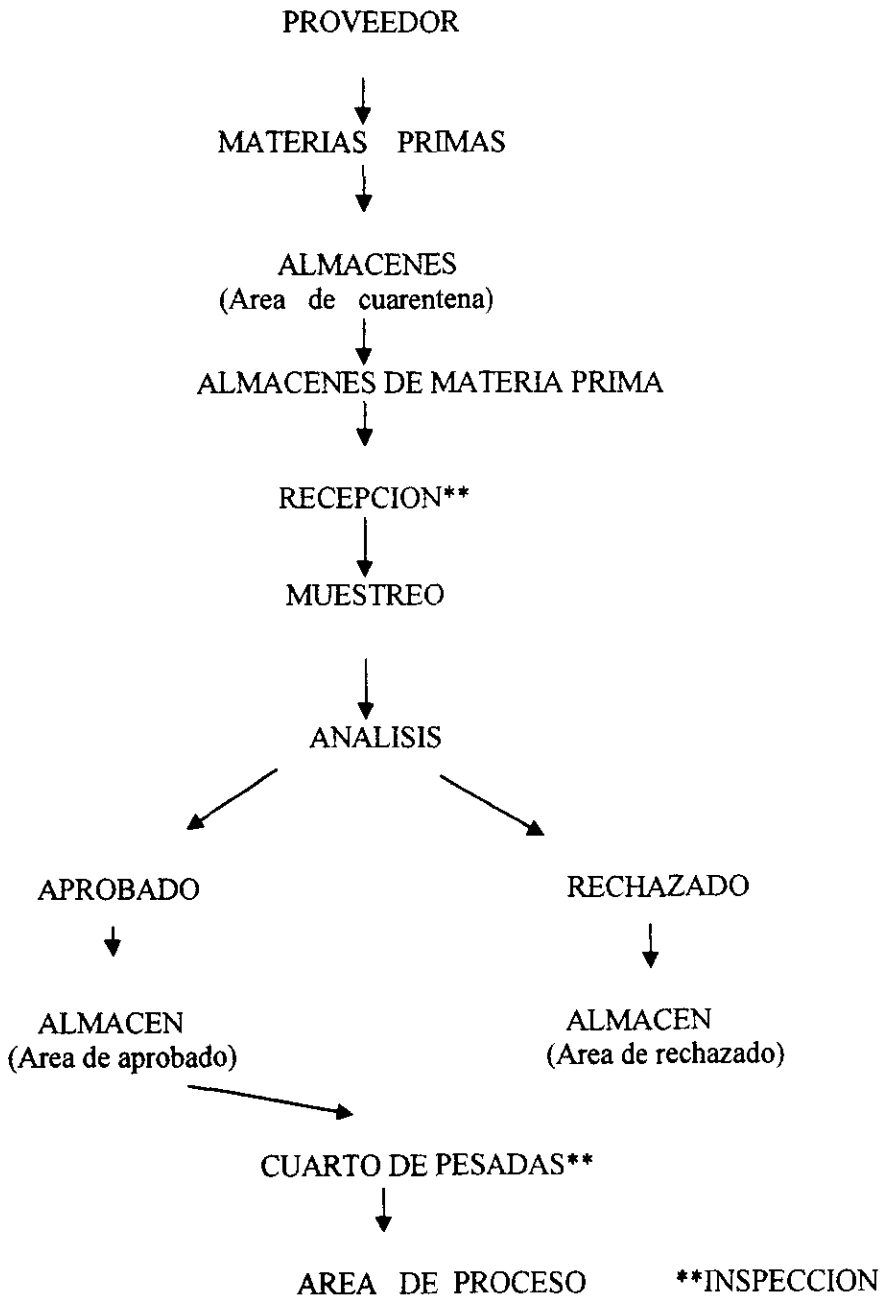 PROVEEDOR
MATERIAS PRIMAS
ALMACENES
(Area de cuarentena)
ALMACENES DE MATERIA PRIMA
RECEPCION**
MUESTREO
ANALISIS
APROBADO
RECHAZADO
ALMACEN
(Area de aprobado)
ALMACEN
(Area de rechazado)
CUARTO DE PESADAS**
AREA DE PROCESO
**INSPECCION